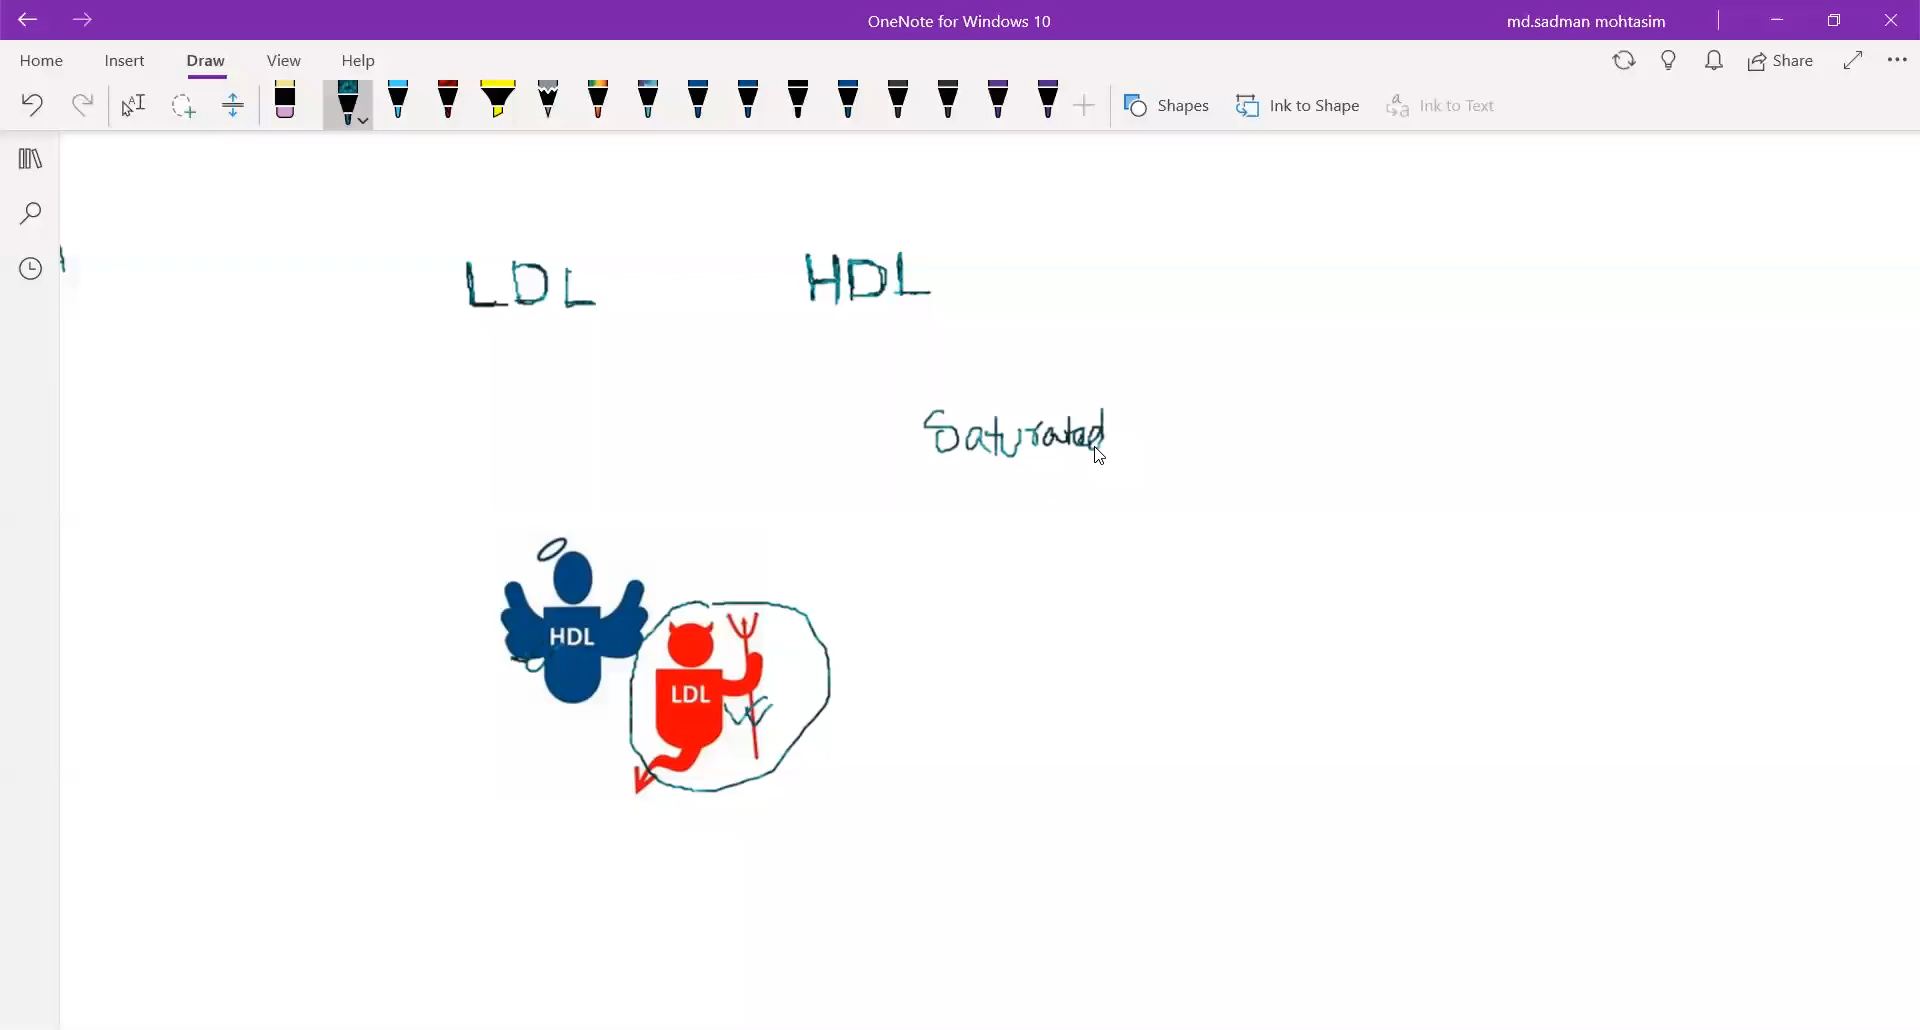 OneNote for Windows 10 md.sadman mohtasim
Home Insert Draw View Help Share
Shapes Ink to Shape Ink to Text
LDL HDL
Saturated
HDL
LDL